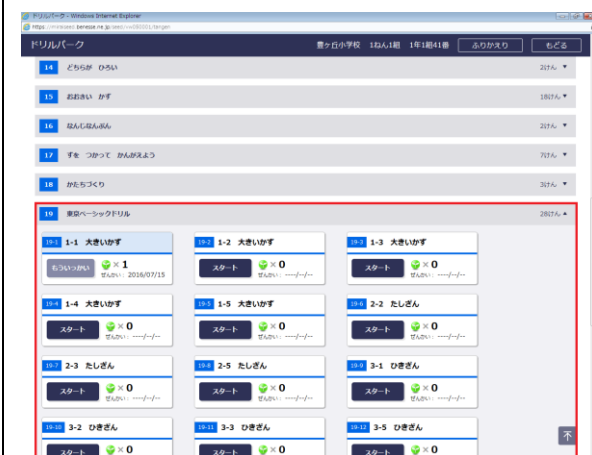 ドリルパーク - Windows Internet Explorer
ドリルパーク 豊ヶ丘小学校 1ねん1組 1年1組41番 ふりかえり もどる
14 どちらが ひろい 2けん ▼
15 おおきい かず 18けん ▼
16 なんじなんぷん 2けん ▼
17 ずを つかって かんがえよう 7けん ▼
18 かたちづくり 3けん ▼
19 東京ベーシックドリル 28けん ▲
19-1 1-1 大きいかず 19-2 1-2 大きいかず 19-3 1-3 大きいかず
もういっかい ×1 スタート ×0 スタート ×0
ぜんかい: 2016/07/15 ぜんかい: ----/--/-- ぜんかい: ----/--/--
19-4 1-4 大きいかず 19-5 1-5 大きいかず 19-6 2-2 たしざん
スタート ×0 スタート ×0 スタート ×0
ぜんかい: ----/--/-- ぜんかい: ----/--/-- ぜんかい: ----/--/--
19-7 2-3 たしざん 19-8 2-5 たしざん 19-9 3-1 ひきざん
スタート ×0 スタート ×0 スタート ×0
ぜんかい: ----/--/-- ぜんかい: ----/--/-- ぜんかい: ----/--/--
19-10 3-2 ひきざん 19-11 3-3 ひきざん 19-12 3-5 ひきざん
スタート ×0 スタート ×0 スタート ×0